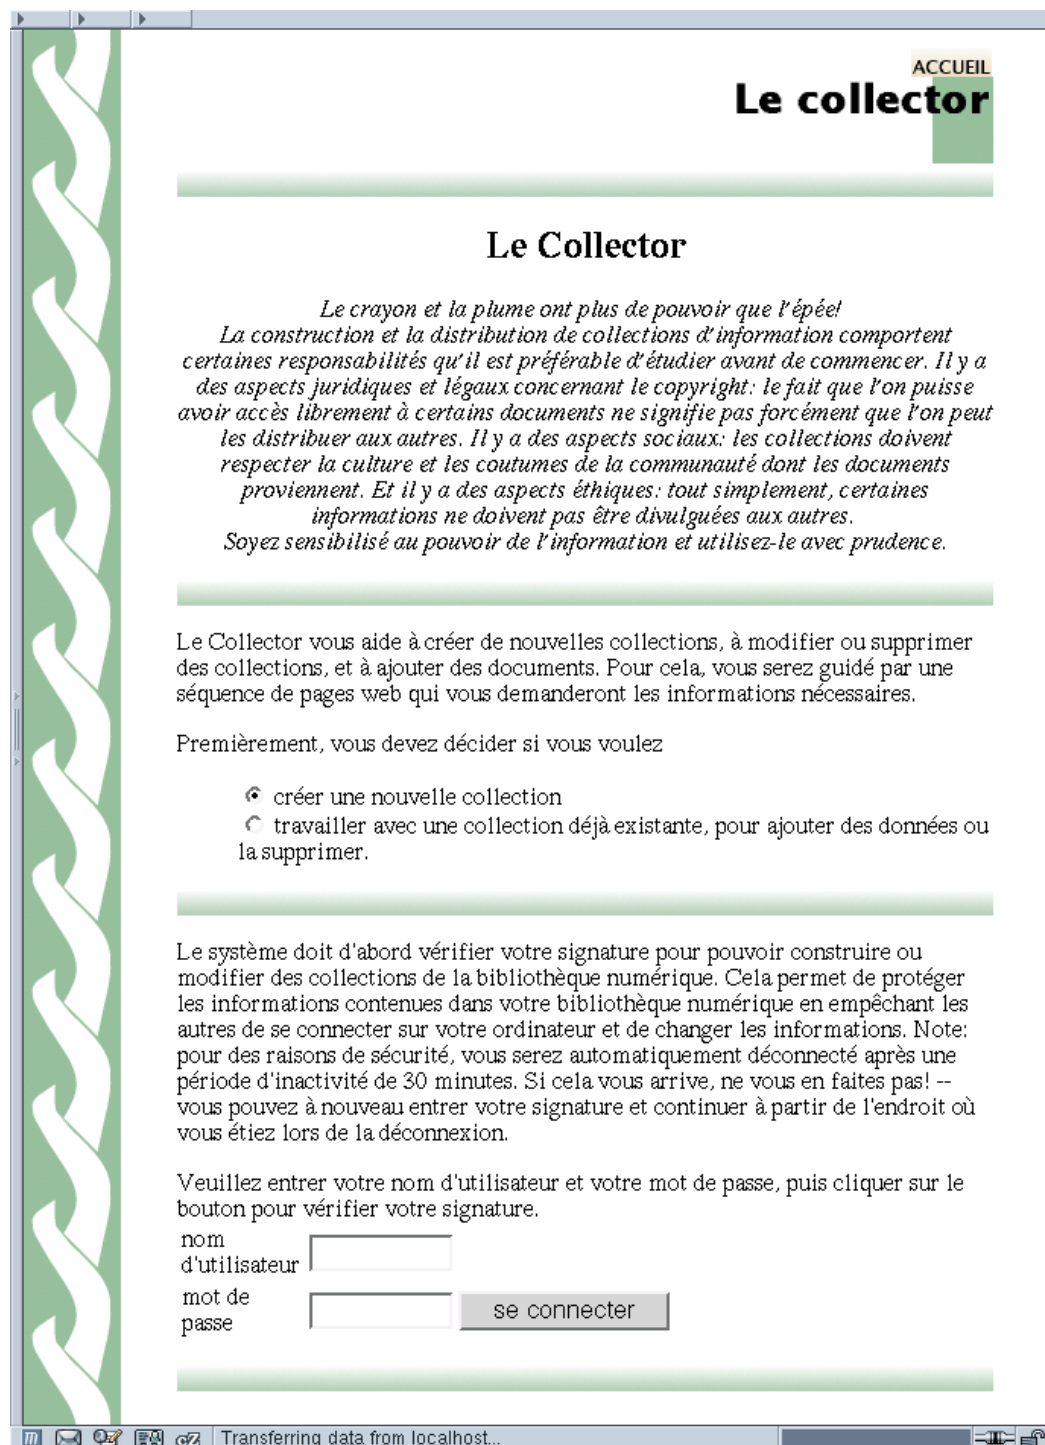 ACCUEIL
Le collector
Le Collector
Le crayon et la plume ont plus de pouvoir que l'épée!
La construction et la distribution de collections d'information comportent
certaines responsabilités qu'il est préférable d'étudier avant de commencer. Il y a
des aspects juridiques et légaux concernant le copyright: le fait que l'on puisse
avoir accès librement à certains documents ne signifie pas forcément que l'on peut
les distribuer aux autres. Il y a des aspects sociaux: les collections doivent
respecter la culture et les coutumes de la communauté dont les documents
proviennent. Et il y a des aspects éthiques: tout simplement, certaines
informations ne doivent pas être divulguées aux autres.
Soyez sensibilisé au pouvoir de l'information et utilisez-le avec prudence.
Le Collector vous aide à créer de nouvelles collections, à modifier ou supprimer
des collections, et à ajouter des documents. Pour cela, vous serez guidé par une
séquence de pages web qui vous demanderont les informations nécessaires.
Premièrement, vous devez décider si vous voulez
créer une nouvelle collection
travailler avec une collection déjà existante, pour ajouter des données ou
la supprimer.
Le système doit d'abord vérifier votre signature pour pouvoir construire ou
modifier des collections de la bibliothèque numérique. Cela permet de protéger
les informations contenues dans votre bibliothèque numérique en empêchant les
autres de se connecter sur votre ordinateur et de changer les informations. Note:
pour des raisons de sécurité, vous serez automatiquement déconnecté après une
période d'inactivité de 30 minutes. Si cela vous arrive, ne vous en faites pas! --
vous pouvez à nouveau entrer votre signature et continuer à partir de l'endroit où
vous étiez lors de la déconnexion.
Veuillez entrer votre nom d'utilisateur et votre mot de passe, puis cliquer sur le
bouton pour vérifier votre signature.
nom
d'utilisateur
mot de
passe
se connecter
Transferring data from localhost...